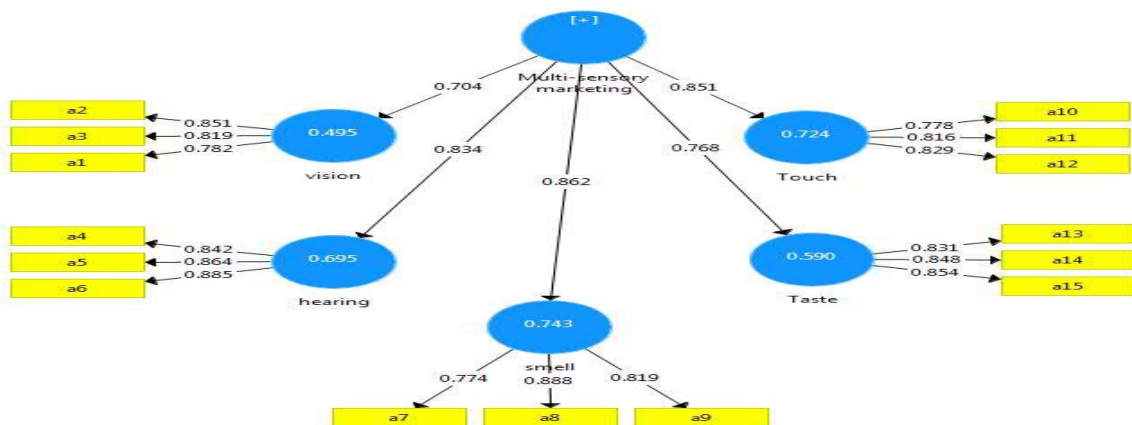 [+]
Multi-sensory
marketing
0.704
0.851
0.834
0.768
0.862
a2
a3
a1
0.851
0.819
0.782
0.495
vision
0.724
Touch
0.778
0.816
0.829
a10
a11
a12
a4
a5
a6
0.842
0.864
0.885
0.695
hearing
0.590
Taste
0.831
0.848
0.854
a13
a14
a15
0.743
smell
0.774
0.888
0.819
a7
a8
a9